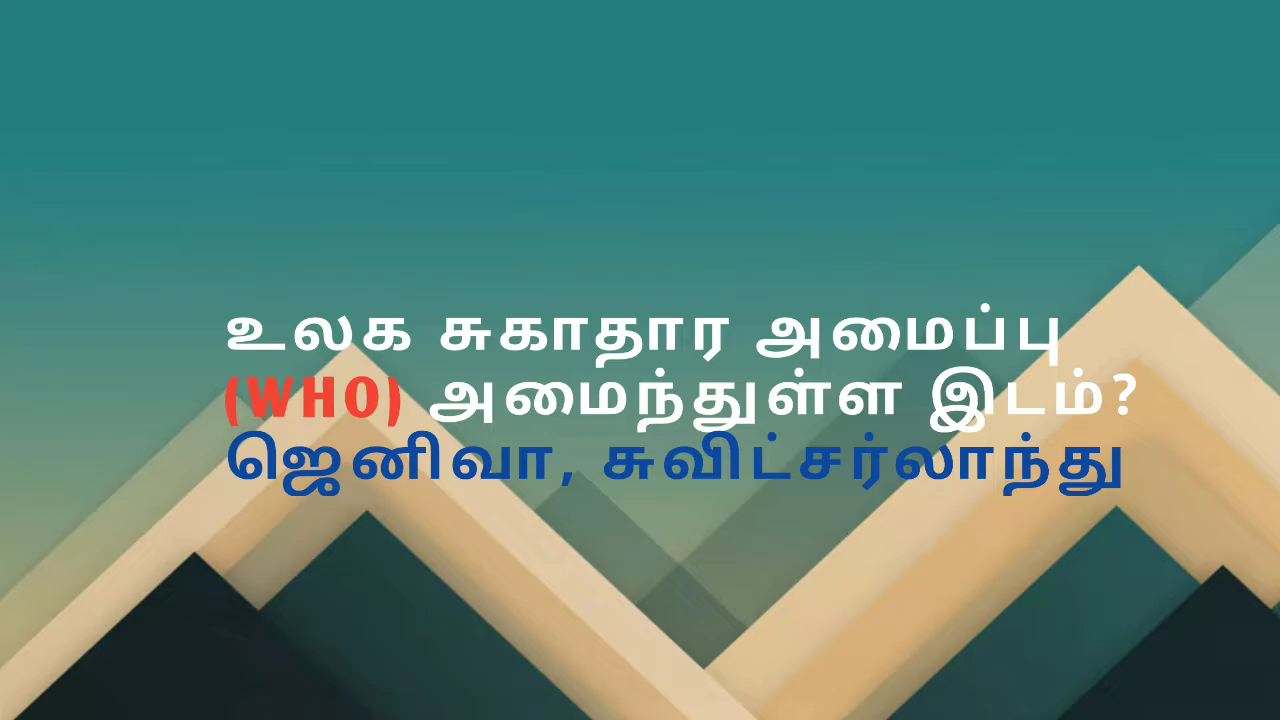 உலக சுகாதார அமைப்பு
(WHO) அமைந்துள்ள இடம்?
ஜெனிவா, சுவிட்சர்லாந்து